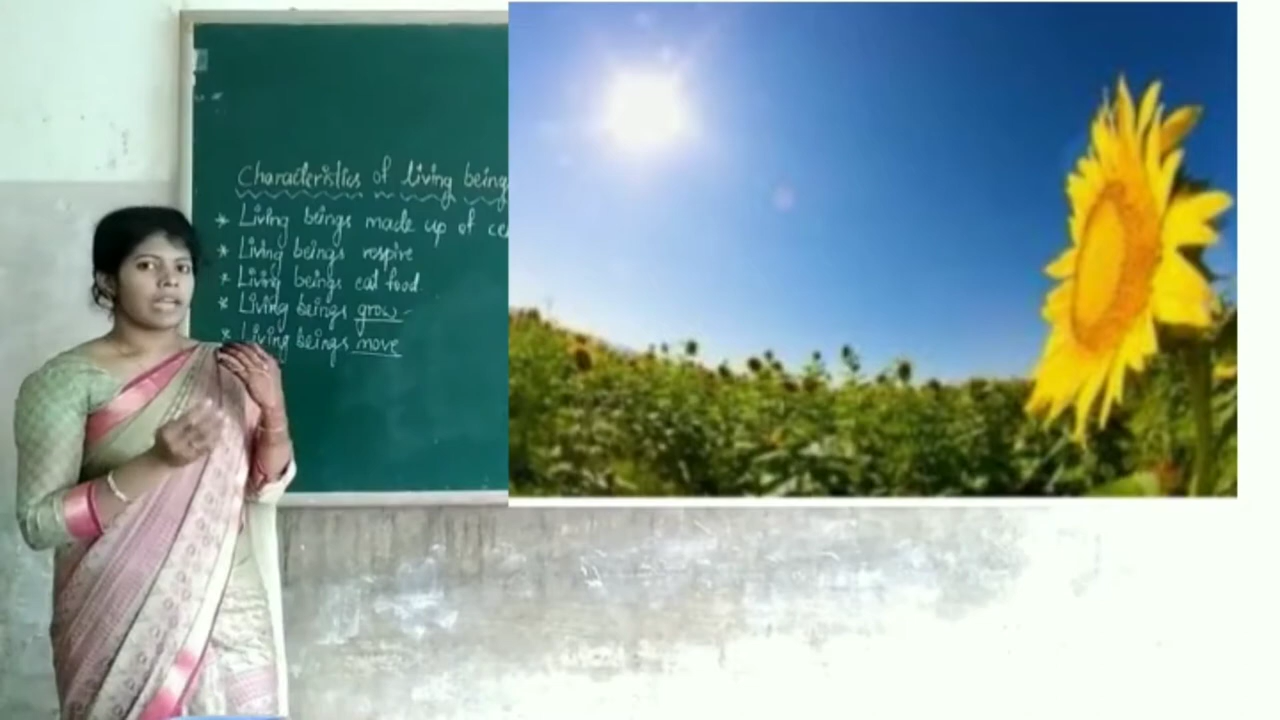 Characteristics of living being
* Living beings made up of ce
* Living beings respire
* Living beings eat food.
* Living beings grow -
* Living beings move